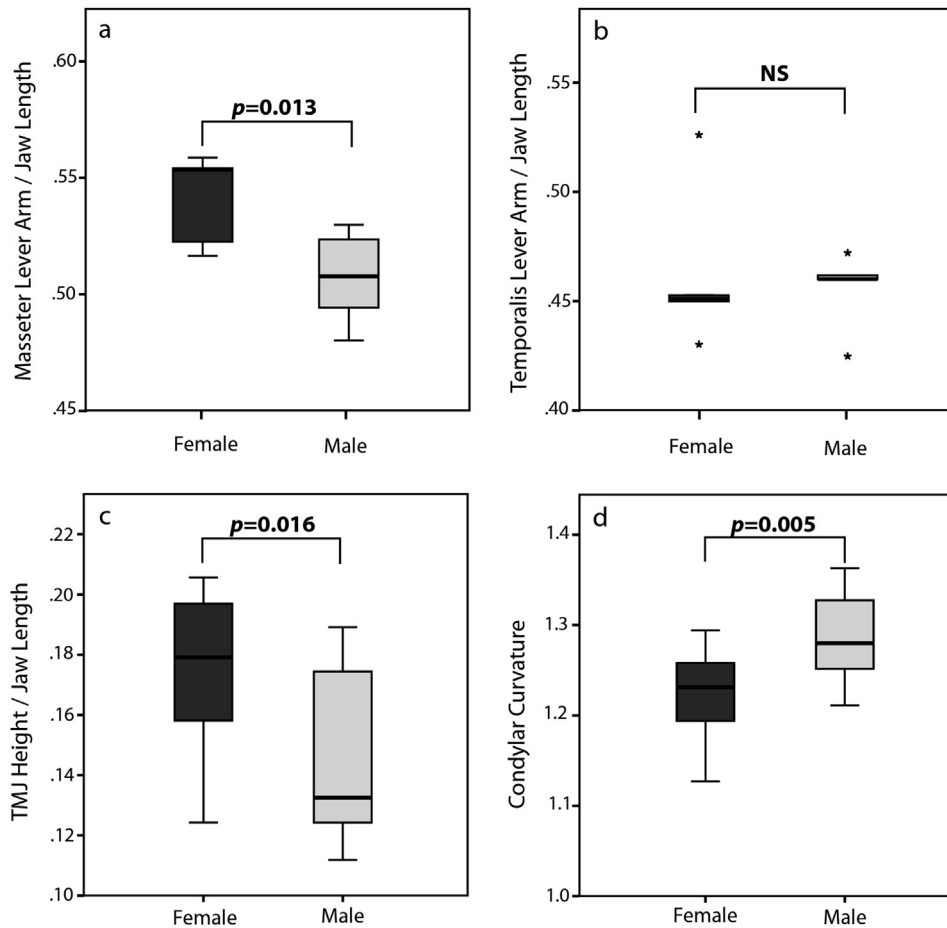 a
Masseter Lever Arm / Jaw Length
.60
.55
.50
.45
p=0.013
Female
Male
b
Temporalis Lever Arm / Jaw Length
.55
.50
.45
.40
NS
*
*
*
*
Female
Male
c
TMJ Height / Jaw Length
.22
.20
.18
.16
.14
.12
.10
p=0.016
Female
Male
d
Condylar Curvature
1.4
1.3
1.2
1.1
1.0
p=0.005
Female
Male